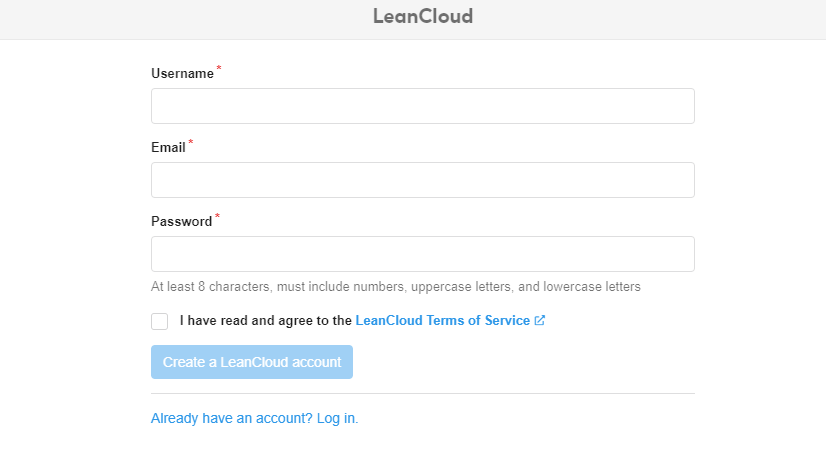 LeanCloud
Username *
Email *
Password *
At least 8 characters, must include numbers, uppercase letters, and lowercase letters
I have read and agree to the LeanCloud Terms of Service
Create a LeanCloud account
Already have an account? Log in.